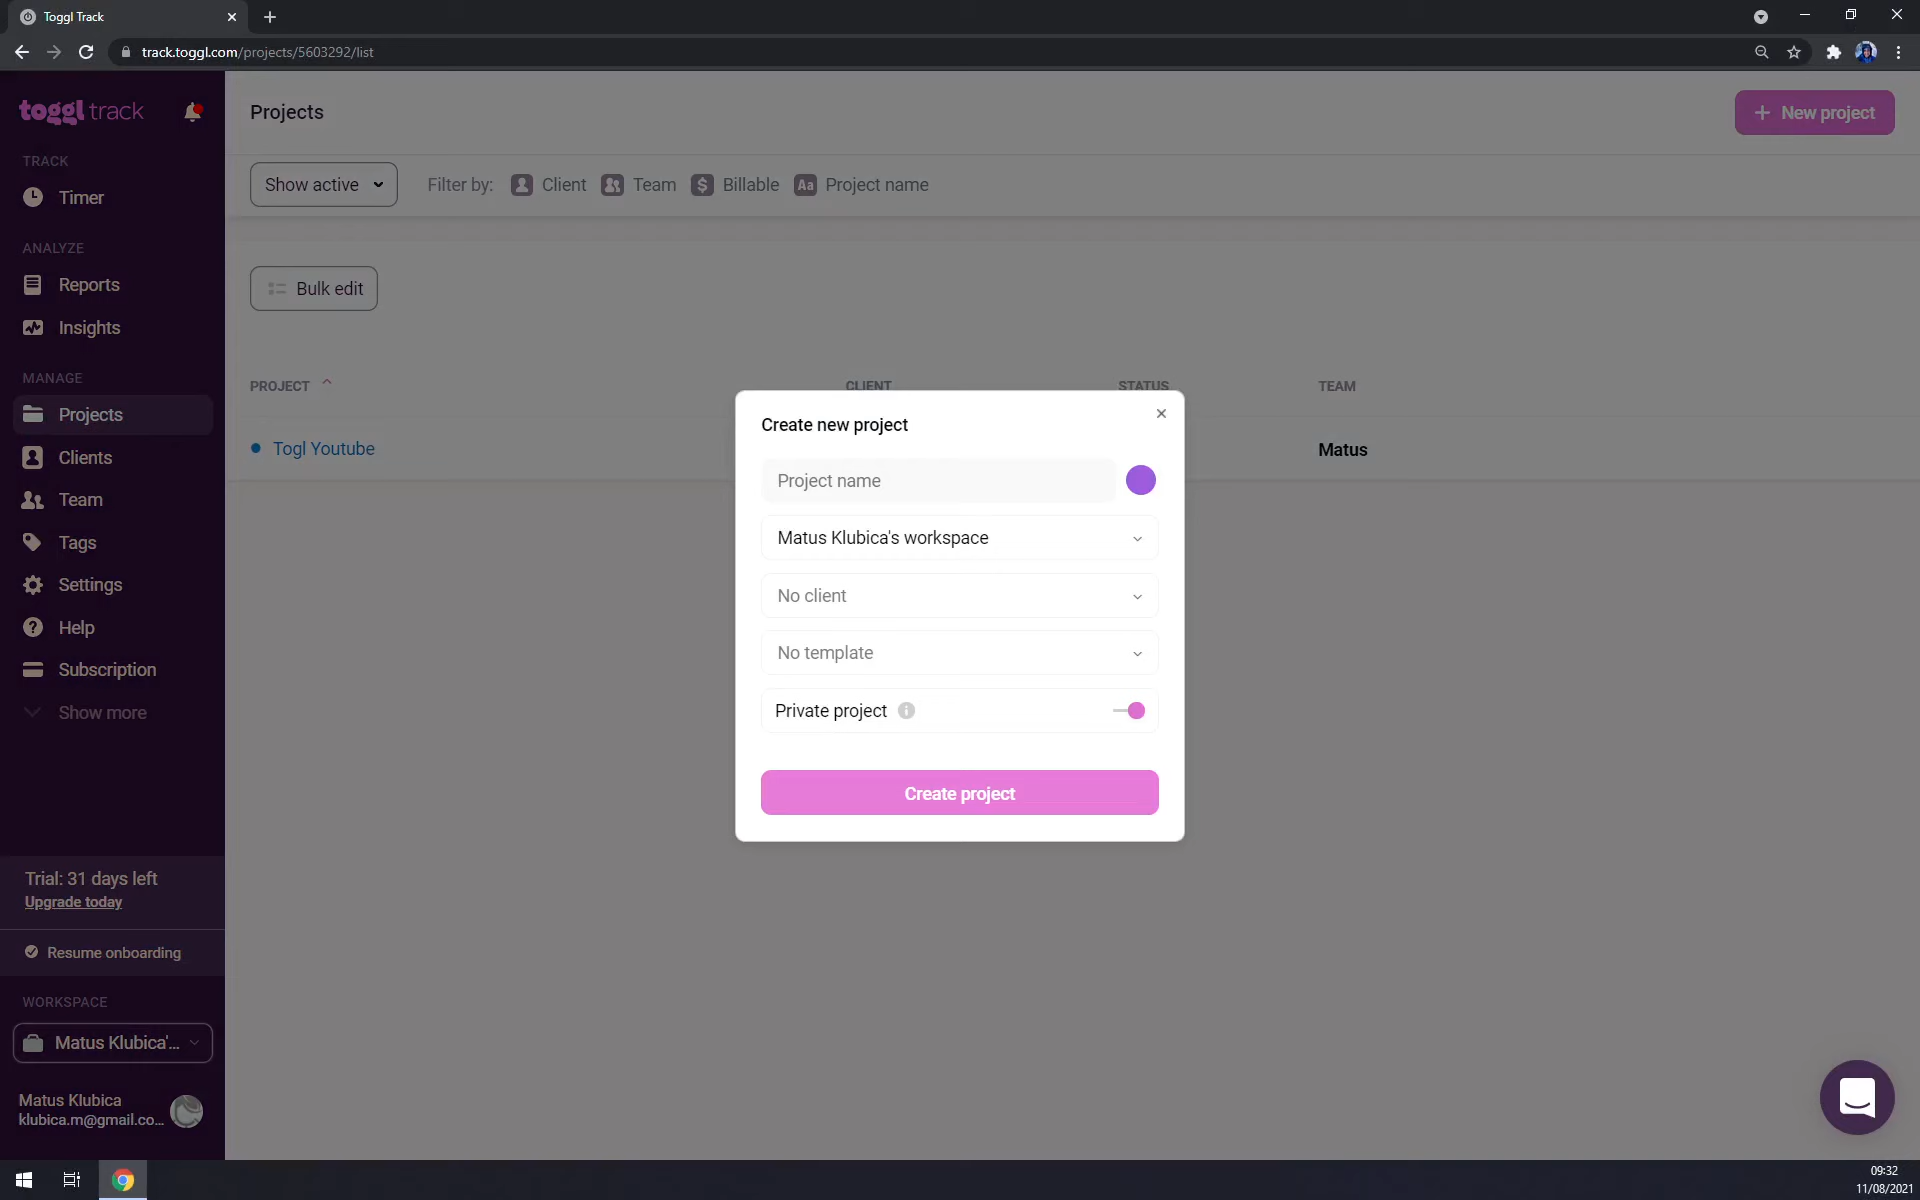 Toggl Track
track.toggl.com/projects/5603292/list
toggl track
Projects
+ New project
TRACK
Timer
Show active
Filter by:
Client
Team
$ Billable
Aa Project name
ANALYZE
Reports
Insights
Bulk edit
MANAGE
Projects
Clients
Team
Tags
Settings
? Help
Subscription
Show more
PROJECT
CLIENT
STATUS
TEAM
Togl Youtube
Matus
Create new project
Project name
Matus Klubica's workspace
No client
No template
Private project
Create project
Trial: 31 days left
Upgrade today
Resume onboarding
WORKSPACE
Matus Klubica'...
Matus Klubica
klubica.m@gmail.co...
09:32
11/08/2021